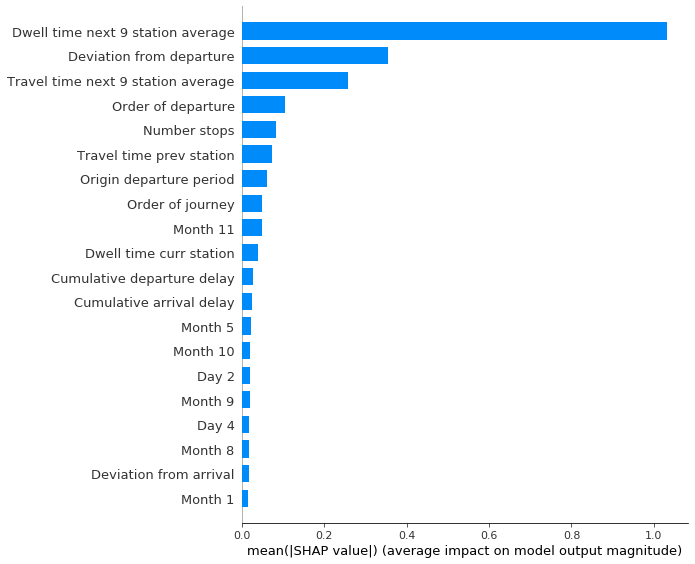 Dwell time next 9 station average
Deviation from departure
Travel time next 9 station average
Order of departure
Number stops
Travel time prev station
Origin departure period
Order of journey
Month 11
Dwell time curr station
Cumulative departure delay
Cumulative arrival delay
Month 5
Month 10
Day 2
Month 9
Day 4
Month 8
Deviation from arrival
Month 1
0.0 0.2 0.4 0.6 0.8 1.0
mean(|SHAP value|) (average impact on model output magnitude)